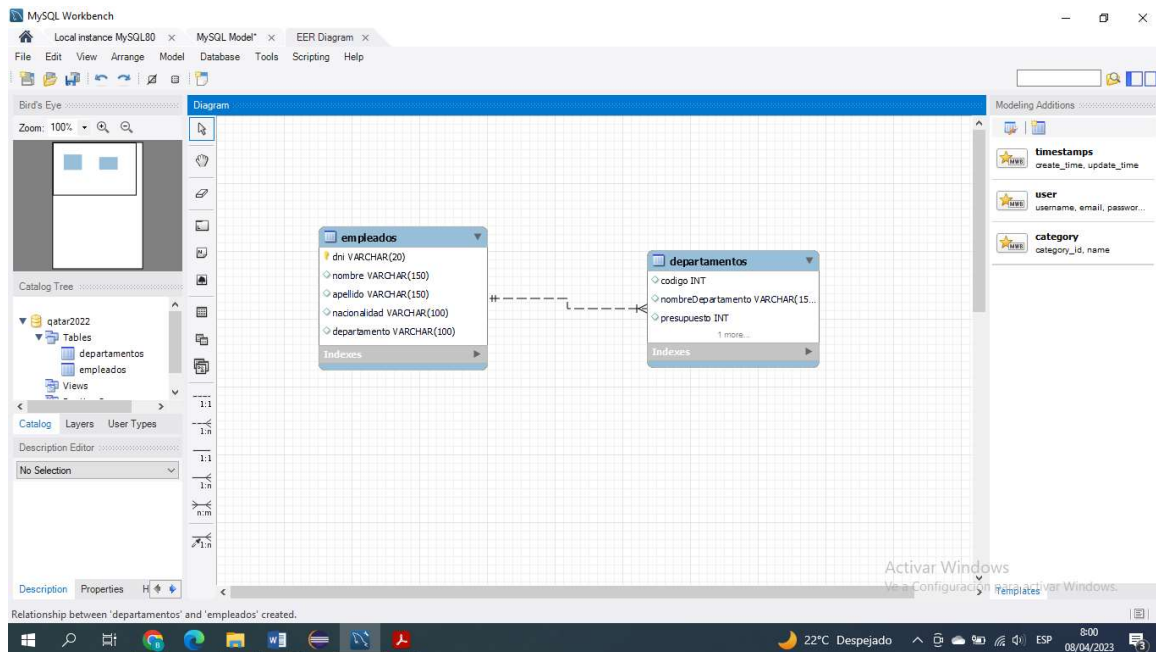 MySQL Workbench
Local instance MySQL80 × MySQL Model* × EER Diagram ×
File Edit View Arrange Model Database Tools Scripting Help
Bird's Eye
Zoom: 100%
Diagram
Modeling Additions
timestamps
create_time, update_time
user
username, email, passwor...
category
category_id, name
empleados
dni VARCHAR(20)
nombre VARCHAR(150)
apellido VARCHAR(150)
nacionalidad VARCHAR(100)
departamento VARCHAR(100)
Indexes
departamentos
codigo INT
nombreDepartamento VARCHAR(15...
presupuesto INT
1 more...
Indexes
Catalog Tree
qatar2022
Tables
departamentos
empleados
Views
Catalog Layers User Types
Description Editor
No Selection
1:1
1:n
1:1
1:n
n:m
1:n
Description Properties H
Activar Windows
Ve a Configuración para activar Windows.
Templates
Relationship between 'departamentos' and 'empleados' created.
22°C Despejado ESP 8:00
08/04/2023